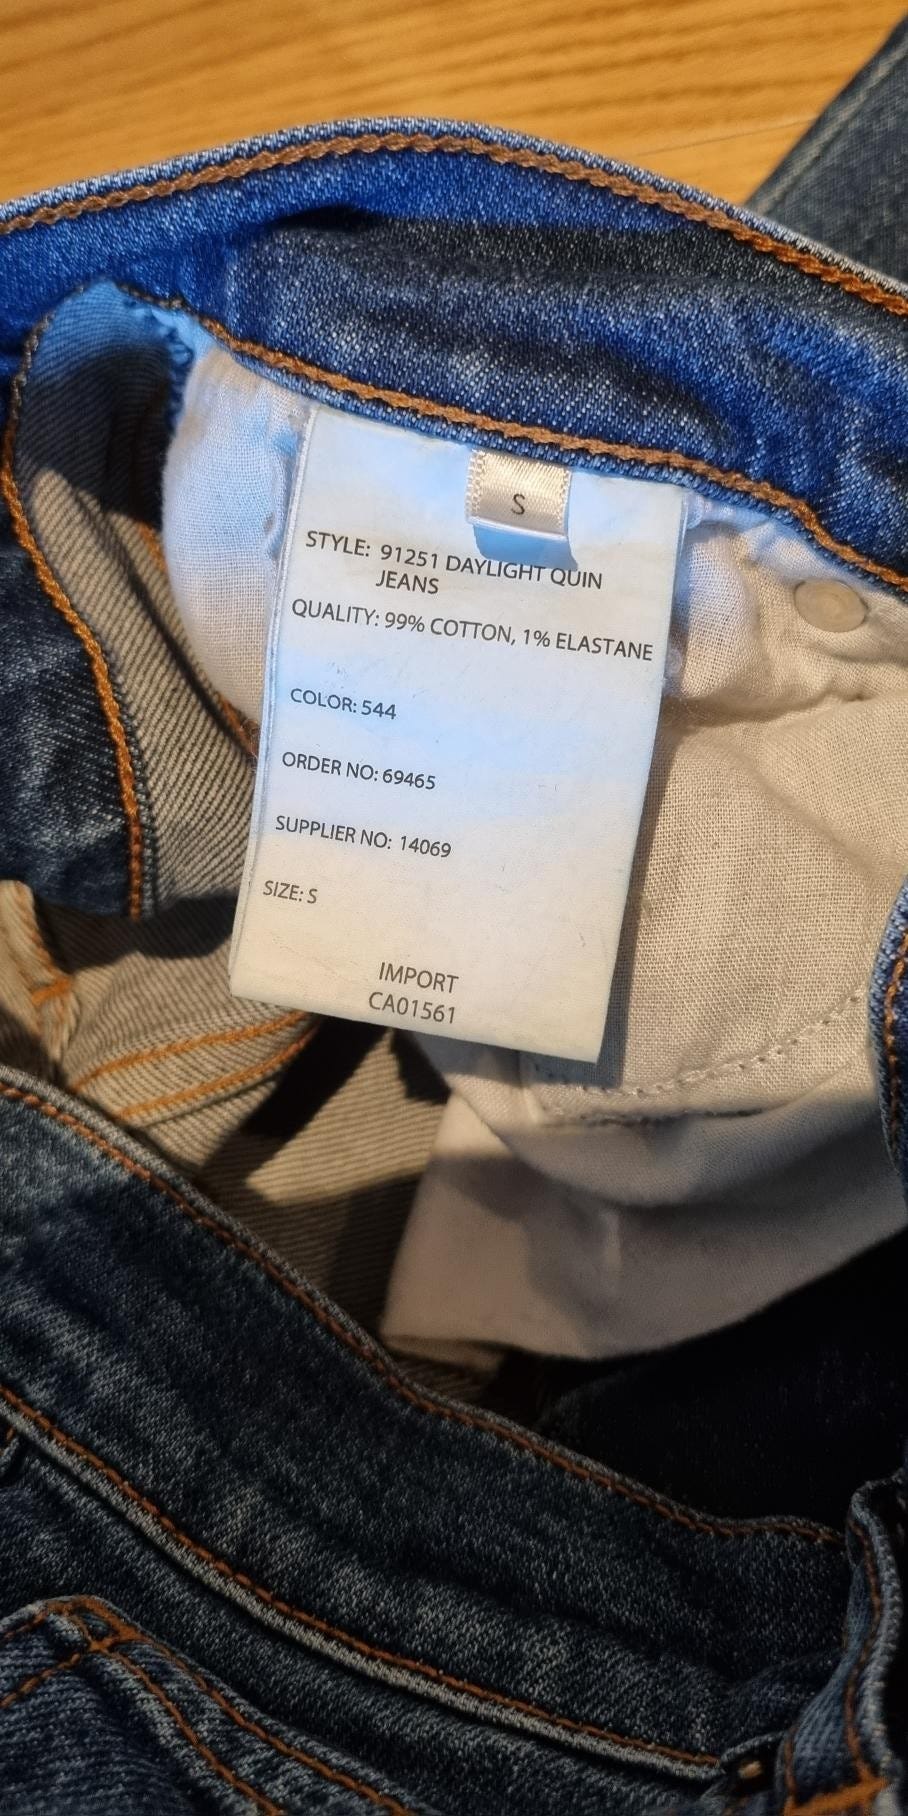 S
STYLE: 91251 DAYLIGHT QUIN
JEANS
QUALITY: 99% COTTON, 1% ELASTANE
COLOR: 544
ORDER NO: 69465
SUPPLIER NO: 14069
SIZE: S
IMPORT
CA01561